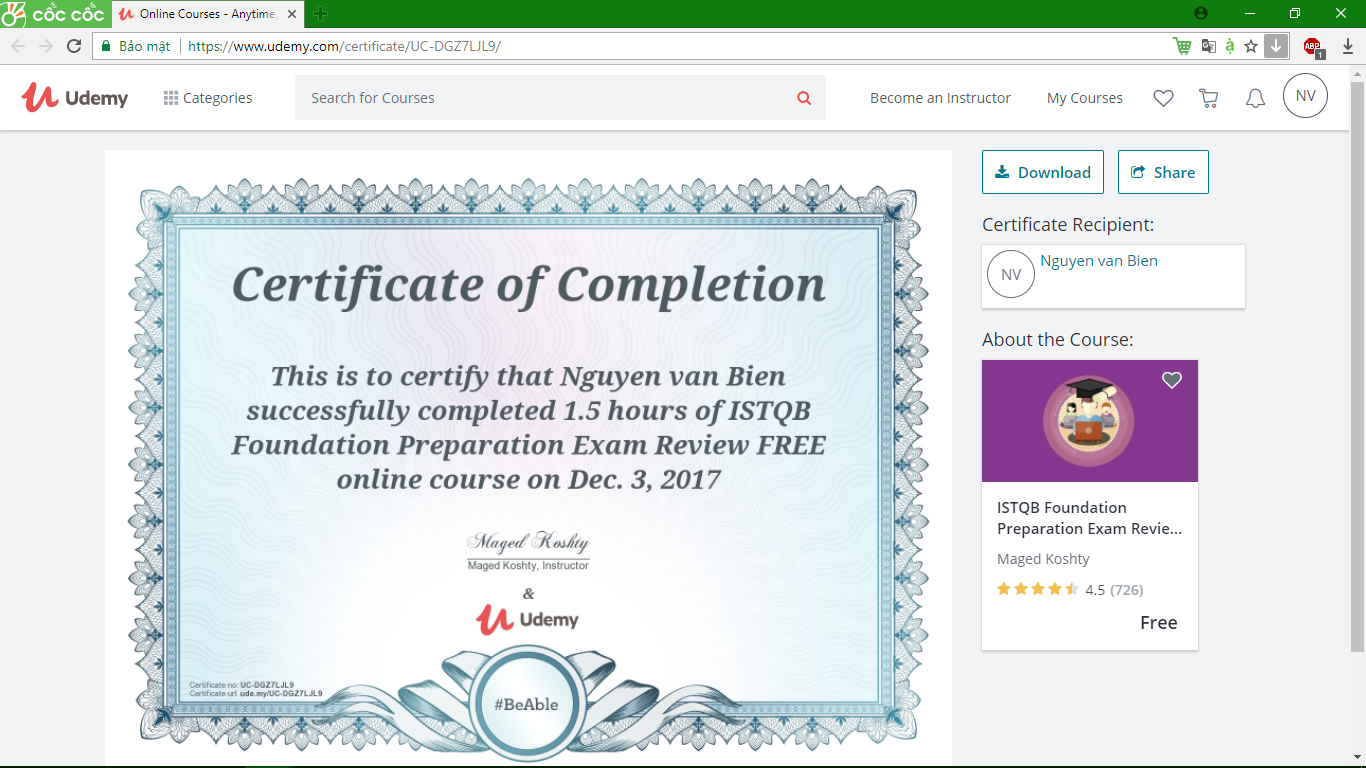 cốc cốc
Online Courses - Anytime,
Bảo mật
https://www.udemy.com/certificate/UC-DGZ7LJL9/
ABP
1
Udemy
Categories
Search for Courses
Become an Instructor
My Courses
NV
Certificate of Completion
This is to certify that Nguyen van Bien
successfully completed 1.5 hours of ISTQB
Foundation Preparation Exam Review FREE
online course on Dec. 3, 2017
Maged Koshty
Maged Koshty, Instructor
&
Udemy
#BeAble
Certificate no: UC-DGZ7LJL9
Certificate url: ude.my/UC-DGZ7LJL9
Download
Share
Certificate Recipient:
NV
Nguyen van Bien
About the Course:
ISTQB Foundation
Preparation Exam Revie...
Maged Koshty
4.5 (726)
Free